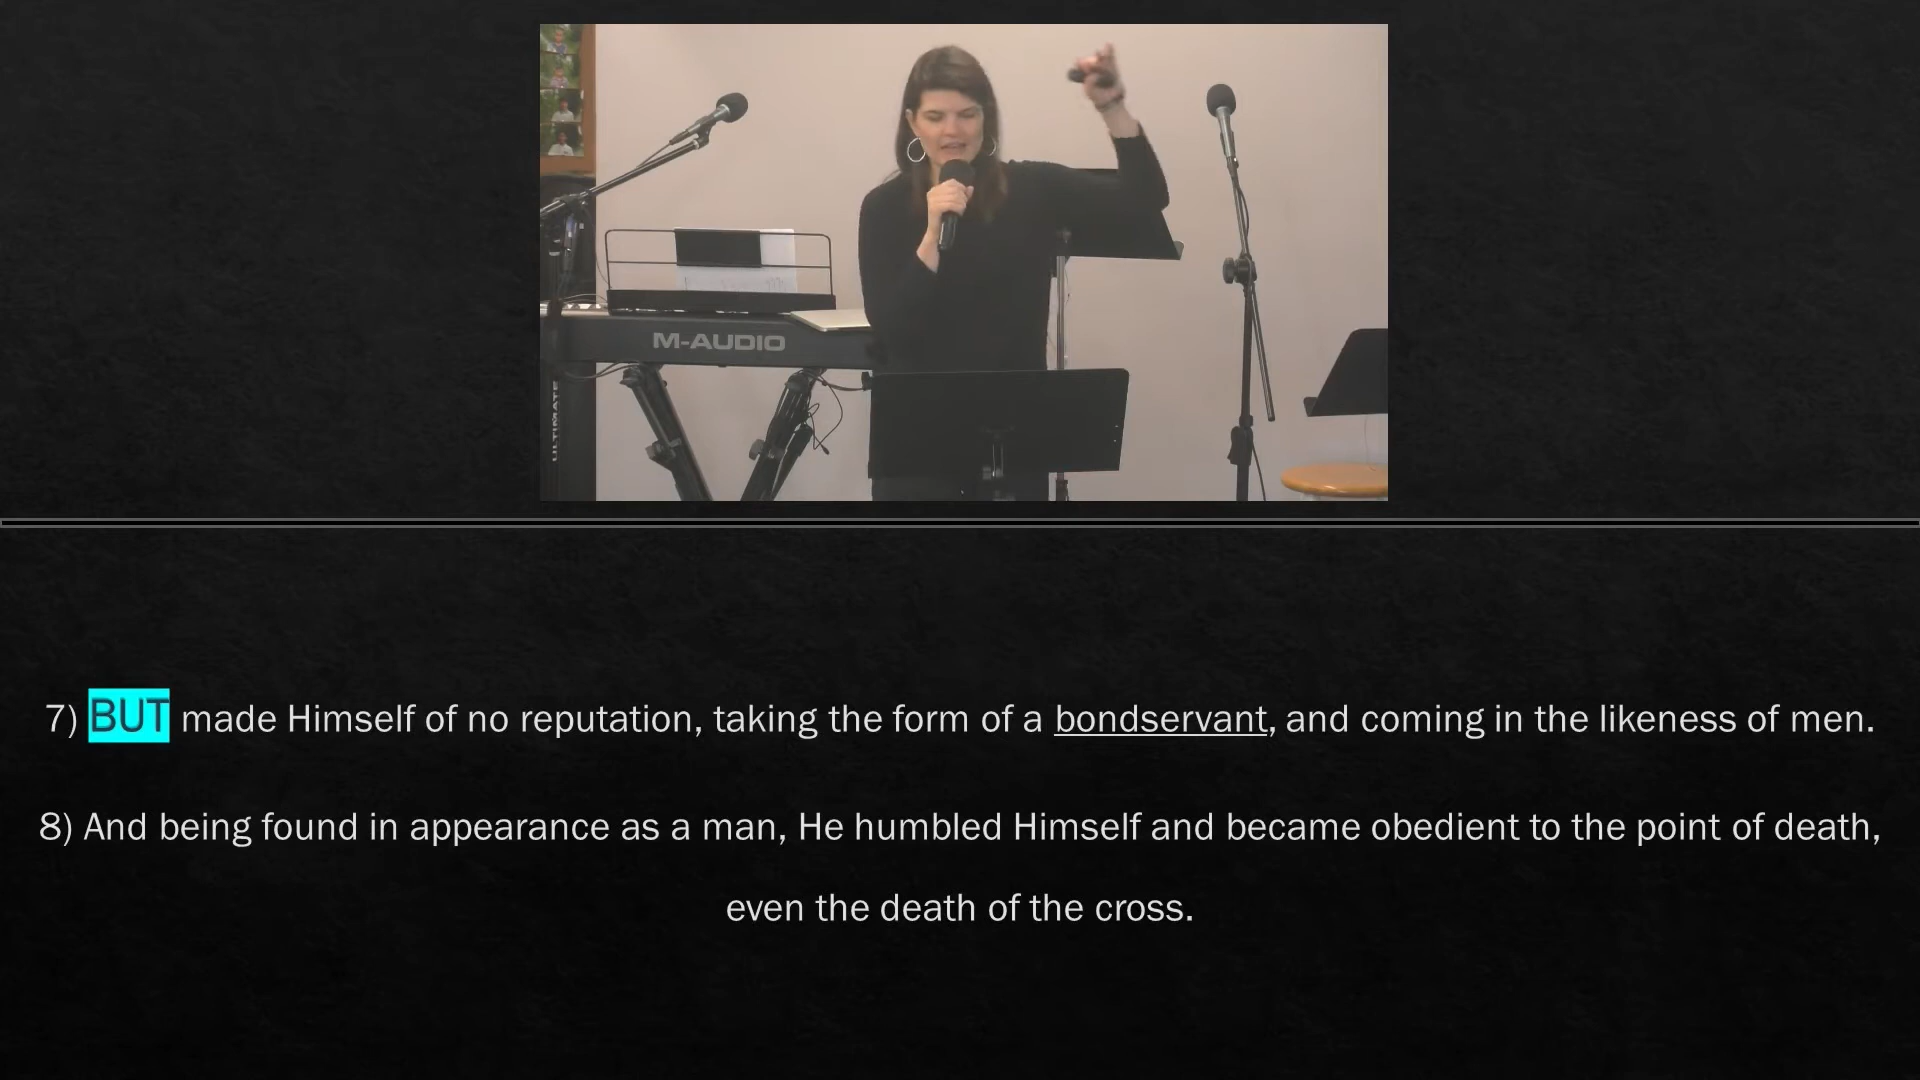 M-AUDIO
ULTIMATE
7) BUT made Himself of no reputation, taking the form of a bondservant, and coming in the likeness of men.
8) And being found in appearance as a man, He humbled Himself and became obedient to the point of death,
even the death of the cross.